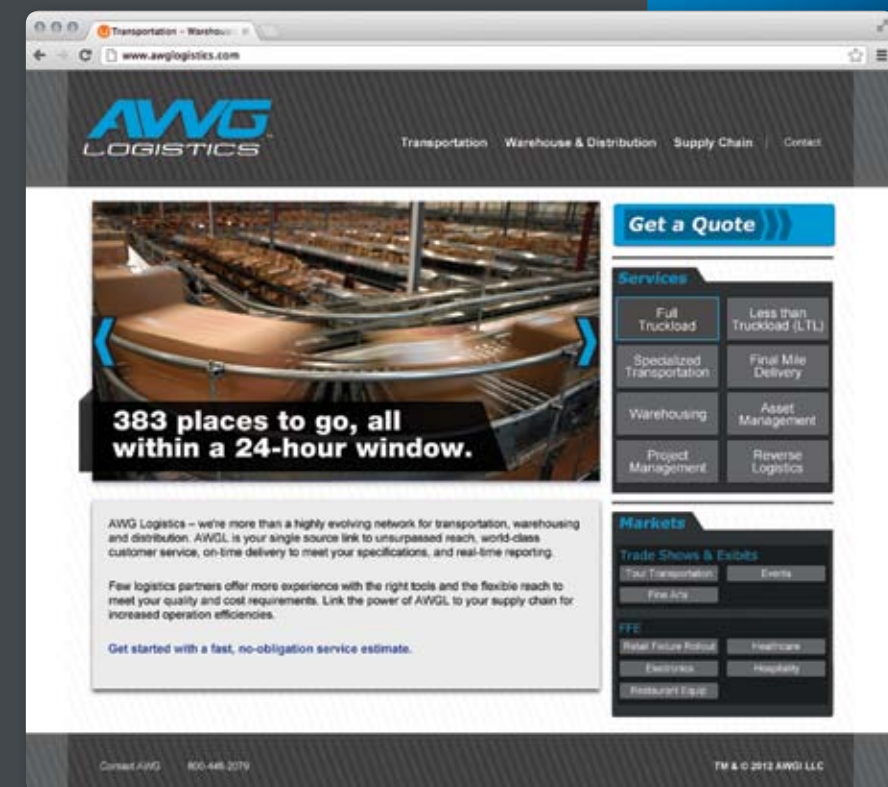 Transportation - Warehous
www.awglogistics.com
AWG
LOGISTICS
Transportation Warehouse & Distribution Supply Chain | Contact
383 places to go, all
within a 24-hour window.
AWG Logistics – we're more than a highly evolving network for transportation, warehousing
and distribution. AWGL is your single source link to unsurpassed reach, world-class
customer service, on-time delivery to meet your specifications, and real-time reporting.
Few logistics partners offer more experience with the right tools and the flexible reach to
meet your quality and cost requirements. Link the power of AWGL to your supply chain for
increased operation efficiencies.
Get started with a fast, no-obligation service estimate.
Get a Quote
Services
Full
Truckload
Less than
Truckload (LTL)
Specialized
Transportation
Final Mile
Delivery
Warehousing
Asset
Management
Project
Management
Reverse
Logistics
Markets
Trade Shows & Exibits
Tour Transportation
Events
Fine Arts
FFE
Retail Fixture Rollout
Healthcare
Electronics
Hospitality
Restaurant Equip
Contact AWG 800-446-2079
TM & © 2012 AWGI LLC